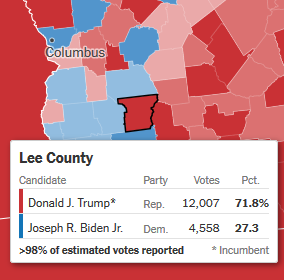 Columbus
Lee County
Candidate Party Votes Pct.
Donald J. Trump* Rep. 12,007 71.8%
Joseph R. Biden Jr. Dem. 4,558 27.3
>98% of estimated votes reported * Incumbent